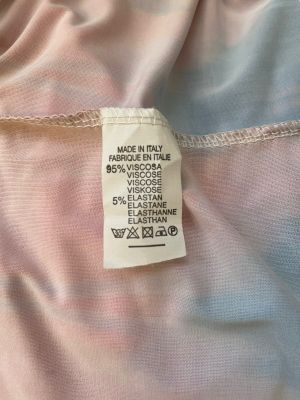 MADE IN ITALY
FABRIQUE EN ITALIE
95% VISCOSA
VISCOSE
VISCOSE
VISKOSE
5% ELASTAN
ELASTANE
ELASTHANNE
ELASTHAN